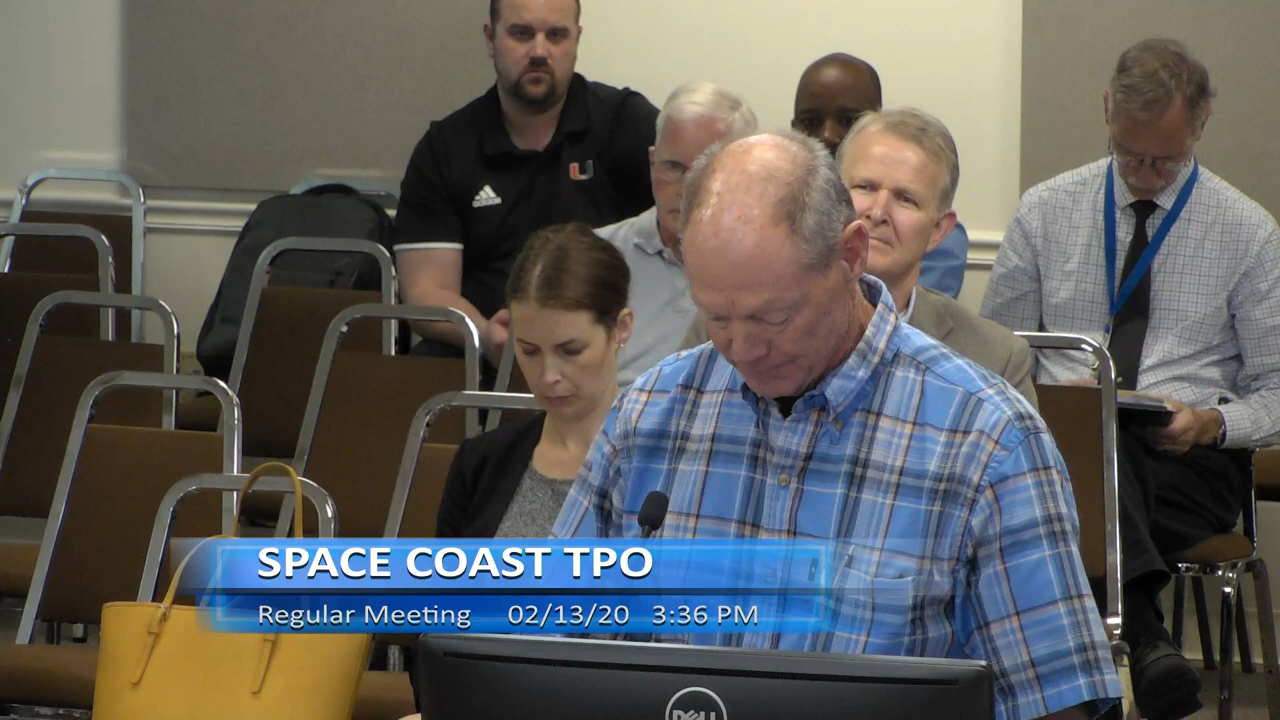 adidas
U
SPACE COAST TPO
Regular Meeting 02/13/20 3:36 PM
DELL